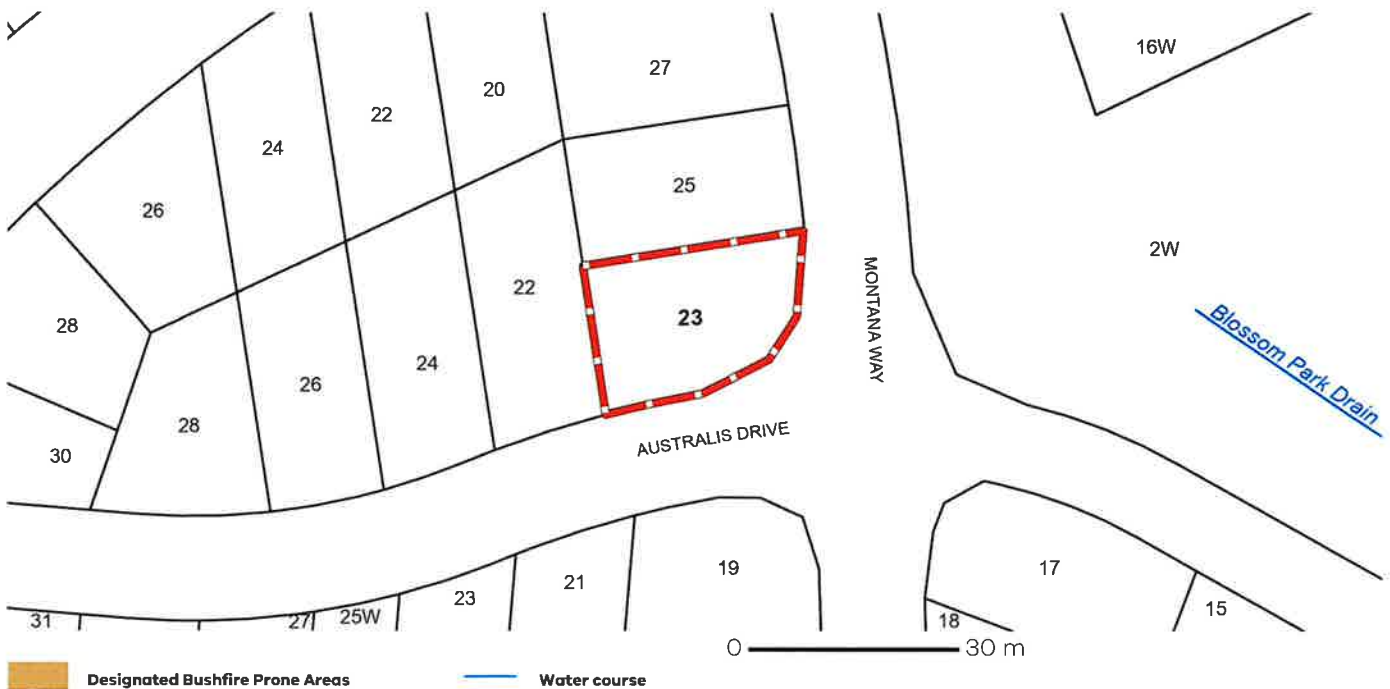 16W
27
20
22
24
25
26
2W
22
MONTANA WAY
23
28
Blossom Park Drain
24
26
28
AUSTRALIS DRIVE
30
19
17
21
23
15
25W
27
31
18
0 30 m
Designated Bushfire Prone Areas Water course